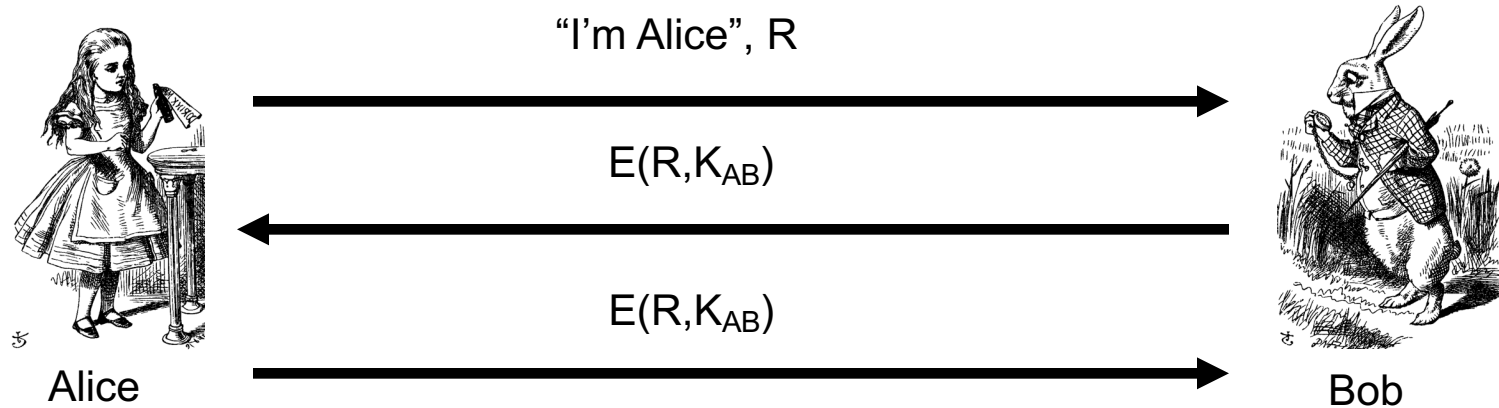 “I’m Alice”, R
E(R,K_AB)
E(R,K_AB)
Alice
Bob